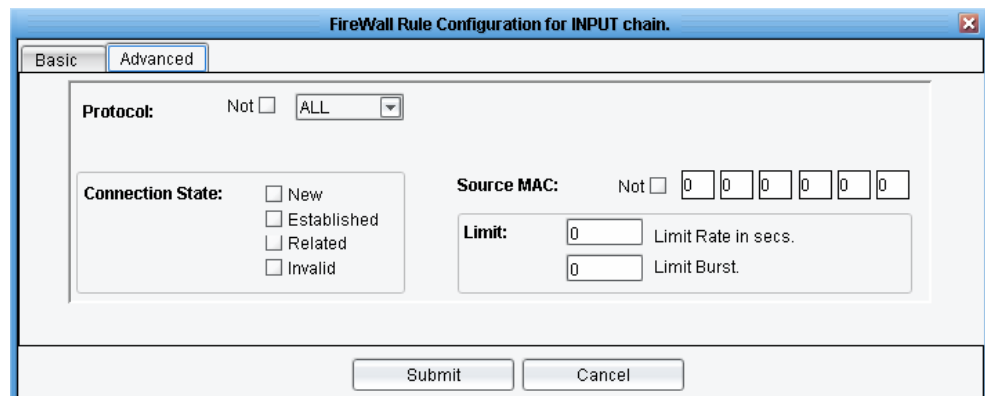 FireWall Rule Configuration for INPUT chain.
Basic
Advanced
Protocol:
Not
ALL
Connection State:
New
Established
Related
Invalid
Source MAC:
Not
0 0 0 0 0 0
Limit:
0 Limit Rate in secs.
0 Limit Burst.
Submit
Cancel